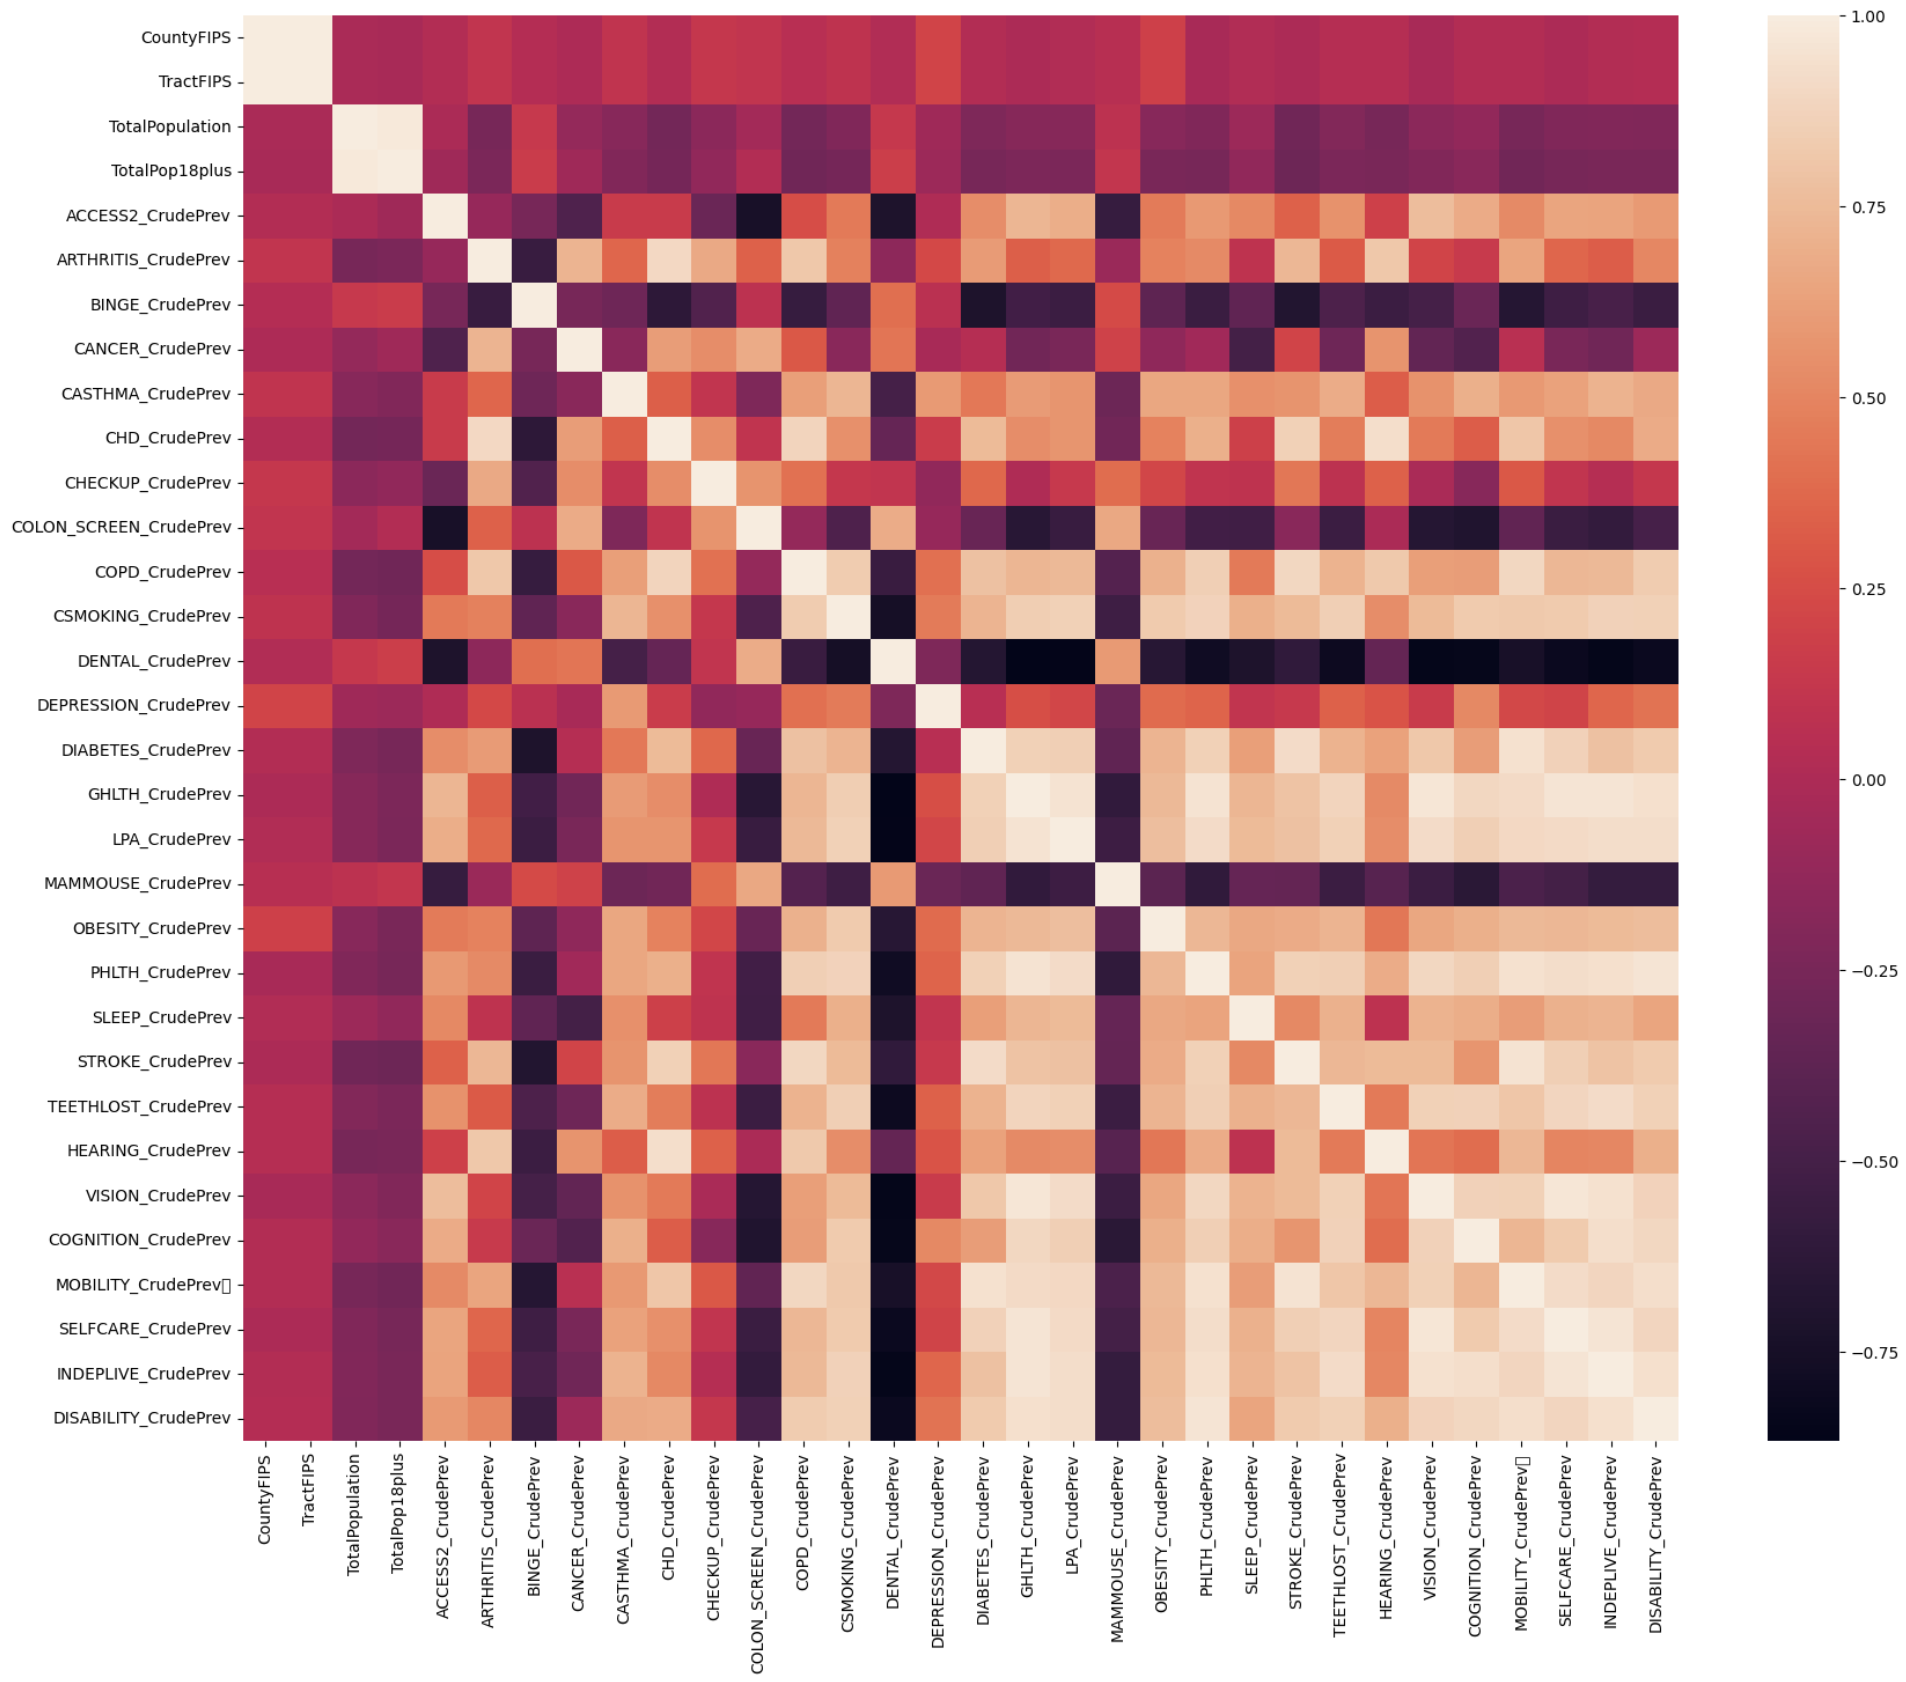 CountyFIPS
TractFIPS
TotalPopulation
TotalPop18plus
ACCESS2_CrudePrev
ARTHRITIS_CrudePrev
BINGE_CrudePrev
CANCER_CrudePrev
CASTHMA_CrudePrev
CHD_CrudePrev
CHECKUP_CrudePrev
COLON_SCREEN_CrudePrev
COPD_CrudePrev
CSMOKING_CrudePrev
DENTAL_CrudePrev
DEPRESSION_CrudePrev
DIABETES_CrudePrev
GHLTH_CrudePrev
LPA_CrudePrev
MAMMOUSE_CrudePrev
OBESITY_CrudePrev
PHLTH_CrudePrev
SLEEP_CrudePrev
STROKE_CrudePrev
TEETHLOST_CrudePrev
HEARING_CrudePrev
VISION_CrudePrev
COGNITION_CrudePrev
MOBILITY_CrudePrev▯
SELFCARE_CrudePrev
INDEPLIVE_CrudePrev
DISABILITY_CrudePrev
CountyFIPS
TractFIPS
TotalPopulation
TotalPop18plus
ACCESS2_CrudePrev
ARTHRITIS_CrudePrev
BINGE_CrudePrev
CANCER_CrudePrev
CASTHMA_CrudePrev
CHD_CrudePrev
CHECKUP_CrudePrev
COLON_SCREEN_CrudePrev
COPD_CrudePrev
CSMOKING_CrudePrev
DENTAL_CrudePrev
DEPRESSION_CrudePrev
DIABETES_CrudePrev
GHLTH_CrudePrev
LPA_CrudePrev
MAMMOUSE_CrudePrev
OBESITY_CrudePrev
PHLTH_CrudePrev
SLEEP_CrudePrev
STROKE_CrudePrev
TEETHLOST_CrudePrev
HEARING_CrudePrev
VISION_CrudePrev
COGNITION_CrudePrev
MOBILITY_CrudePrev▯
SELFCARE_CrudePrev
INDEPLIVE_CrudePrev
DISABILITY_CrudePrev
1.00
0.75
0.50
0.25
0.00
−0.25
−0.50
−0.75